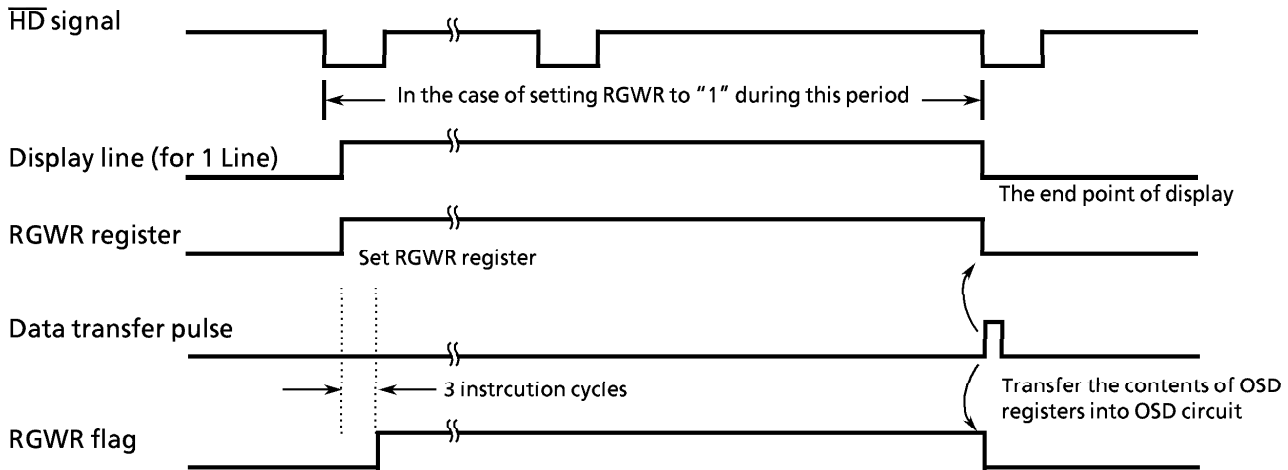 HD signal
In the case of setting RGWR to “1” during this period
Display line (for 1 Line)
The end point of display
RGWR register
Set RGWR register
Data transfer pulse
3 instrcution cycles
Transfer the contents of OSD
registers into OSD circuit
RGWR flag